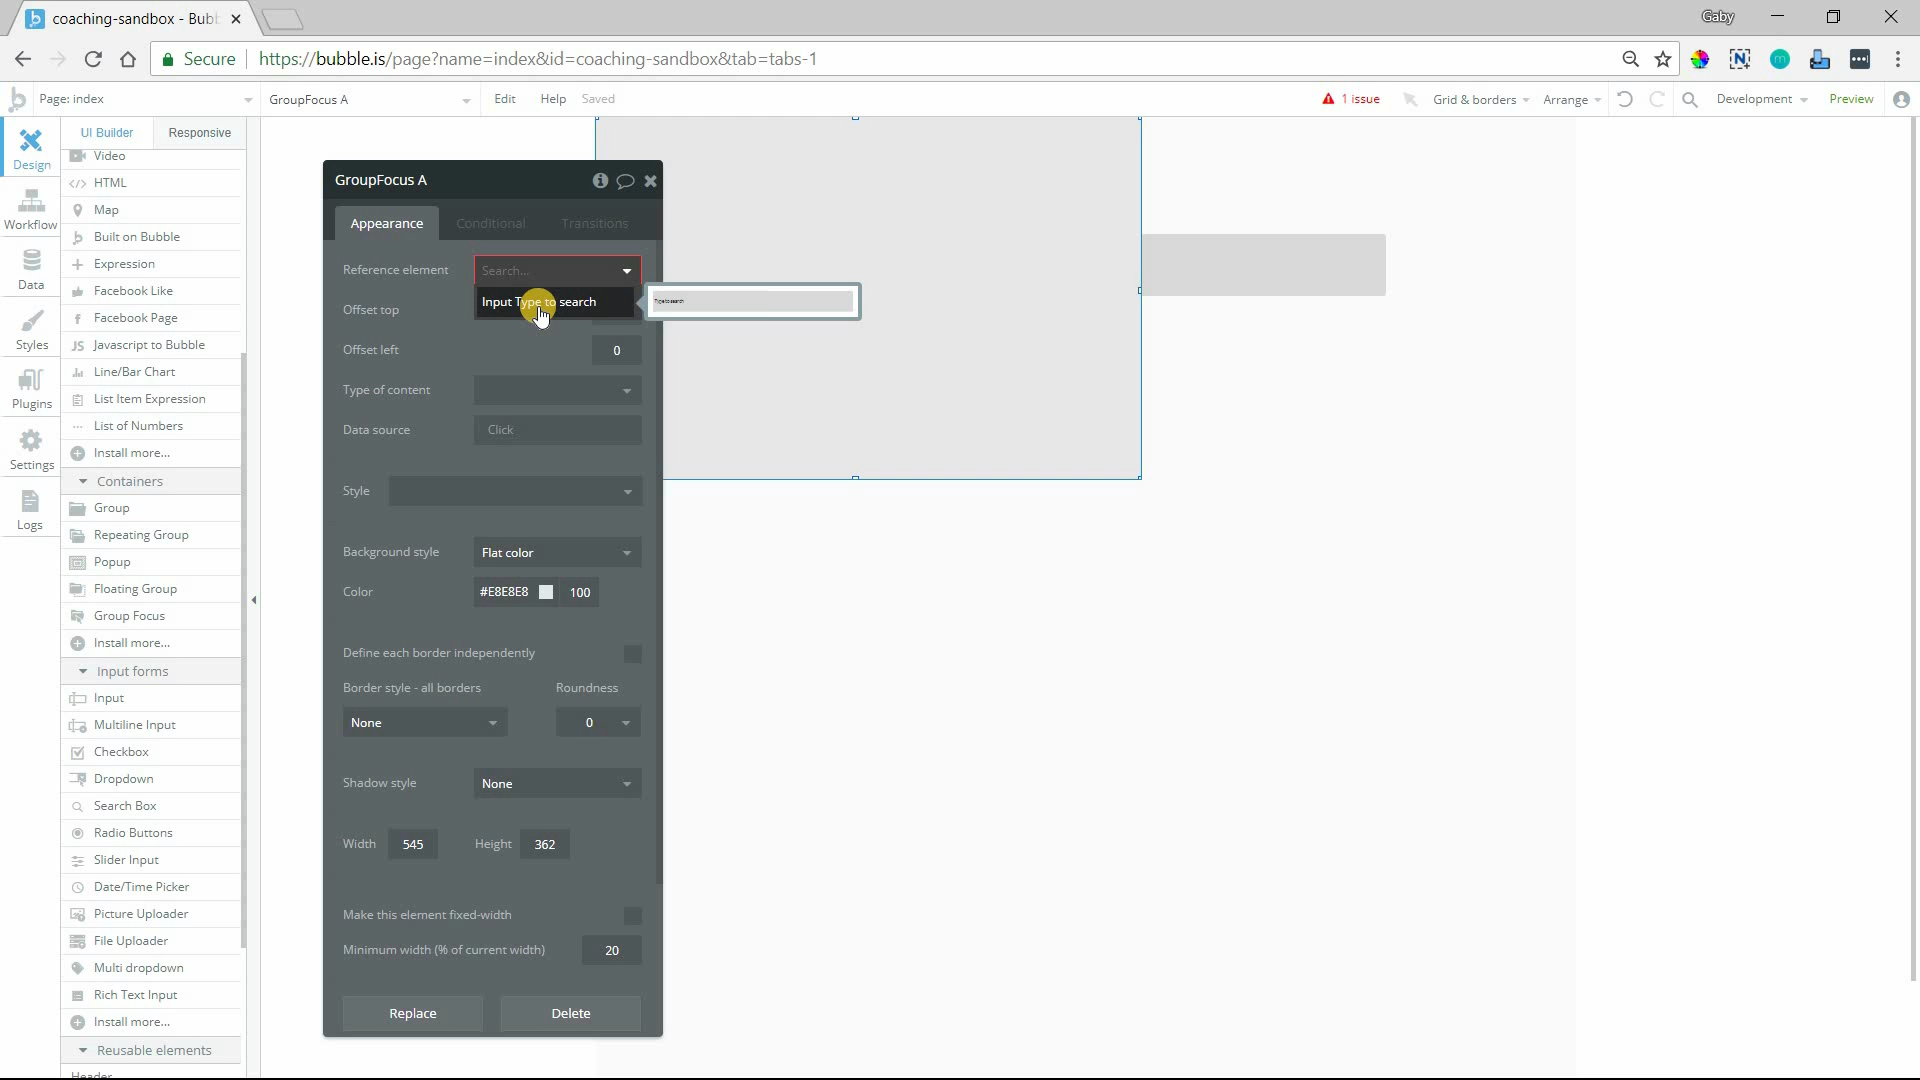 coaching-sandbox - Bubb
Gaby
Secure
https://bubble.is/page?name=index&id=coaching-sandbox&tab=tabs-1
Page: index
GroupFocus A
Edit
Help
Saved
1 issue
Grid & borders
Arrange
Development
Preview
Design
Workflow
Data
Styles
Plugins
Settings
Logs
UI Builder
Responsive
Video
HTML
Map
Built on Bubble
Expression
Facebook Like
Facebook Page
JS Javascript to Bubble
Line/Bar Chart
List Item Expression
List of Numbers
Install more...
Containers
Group
Repeating Group
Popup
Floating Group
Group Focus
Install more...
Input forms
Input
Multiline Input
Checkbox
Dropdown
Search Box
Radio Buttons
Slider Input
Date/Time Picker
Picture Uploader
File Uploader
Multi dropdown
Rich Text Input
Install more...
Reusable elements
Header
GroupFocus A
Appearance
Conditional
Transitions
Reference element
Search...
Input Type to search
Type to search
Offset top
Offset left
0
Type of content
Data source
Click
Style
Background style
Flat color
Color
#E8E8E8
100
Define each border independently
Border style - all borders
Roundness
None
0
Shadow style
None
Width
545
Height
362
Make this element fixed-width
Minimum width (% of current width)
20
Replace
Delete